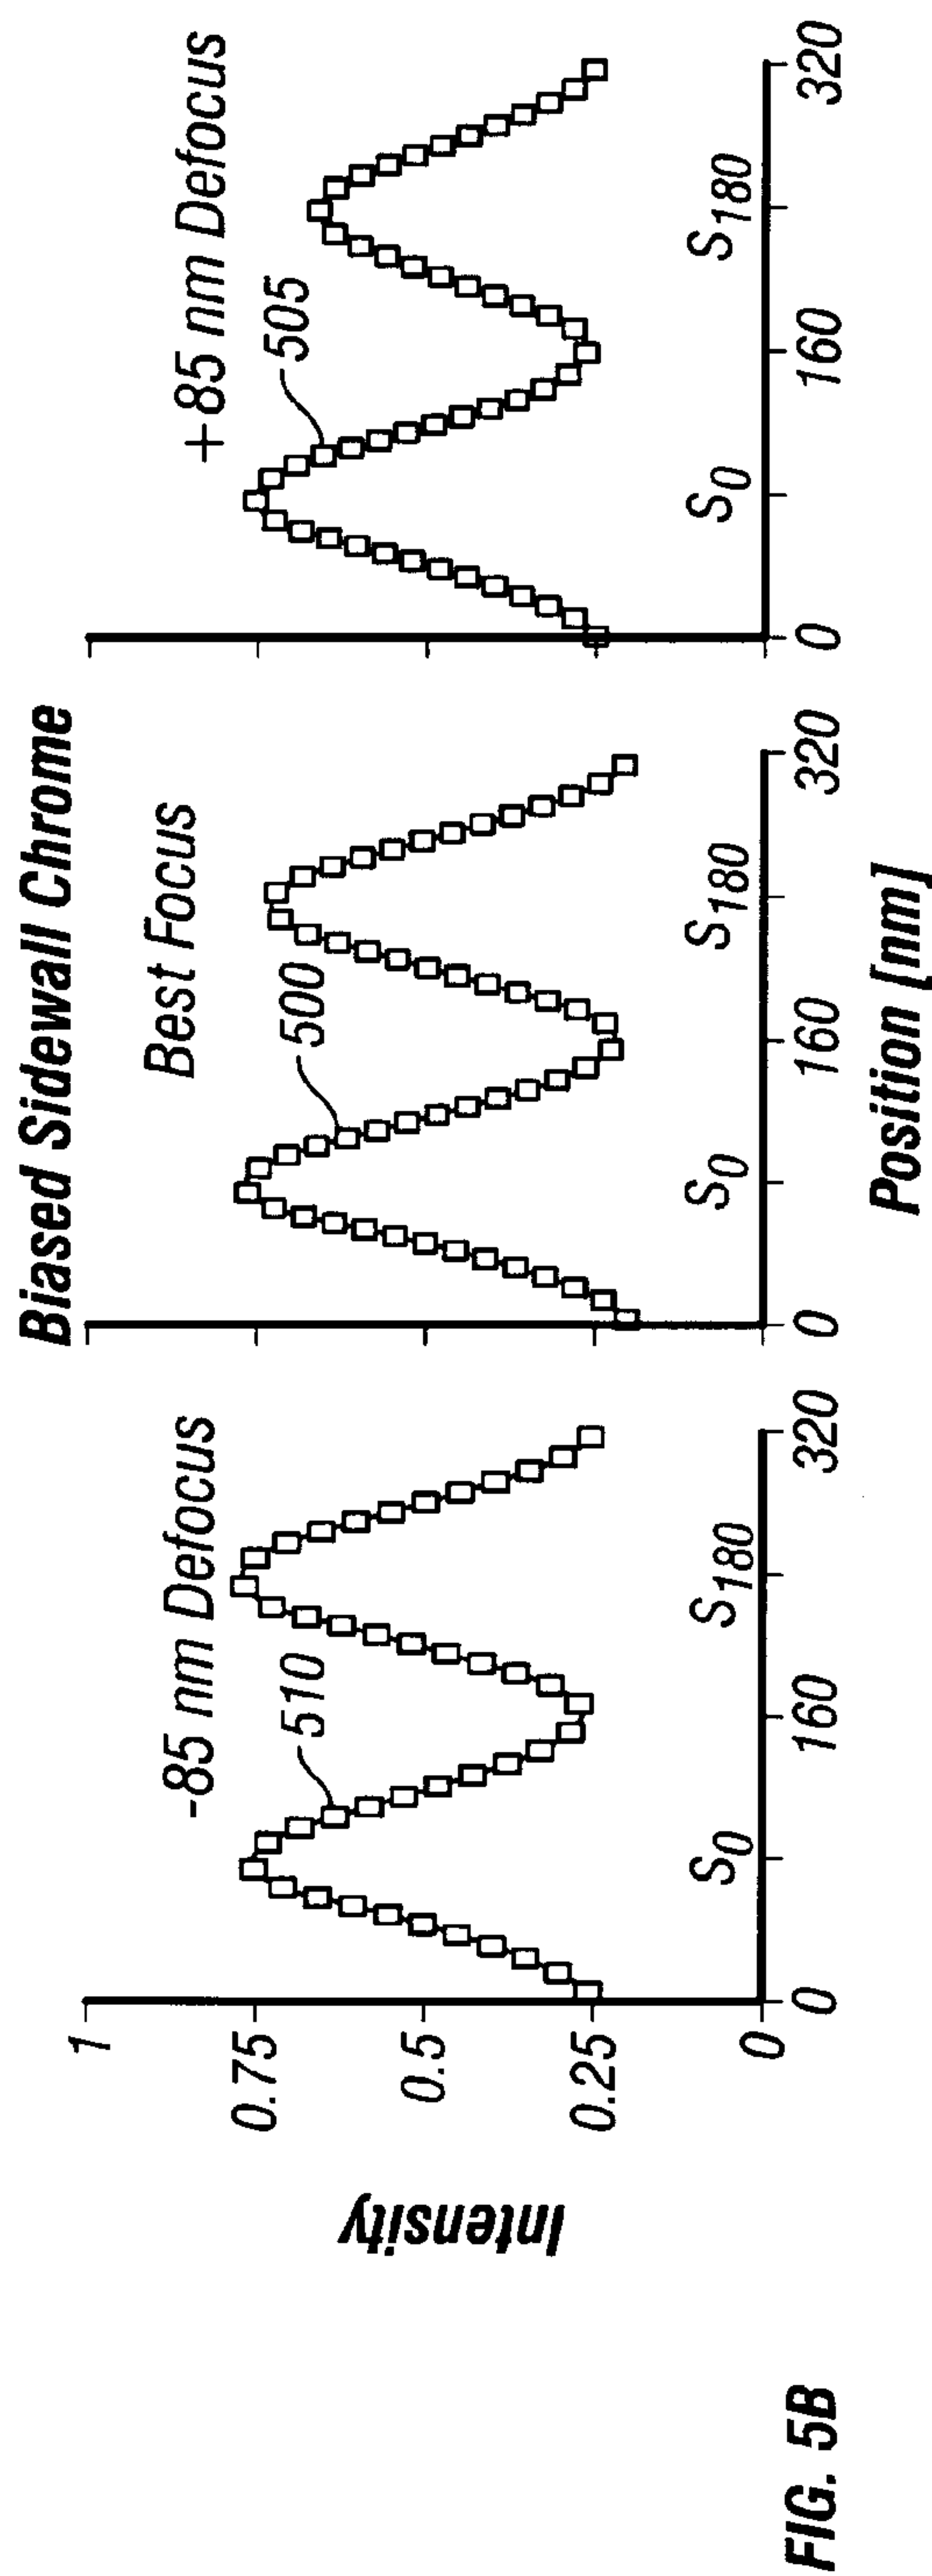 Biased Sidewall Chrome
-85 nm Defocus
Best Focus
+85 nm Defocus
510
500
505
Intensity
1
0.75
0.5
0.25
0
S0
S180
S0
S180
S0
S180
0
160
320
0
160
320
0
160
320
Position [nm]
FIG. 5B